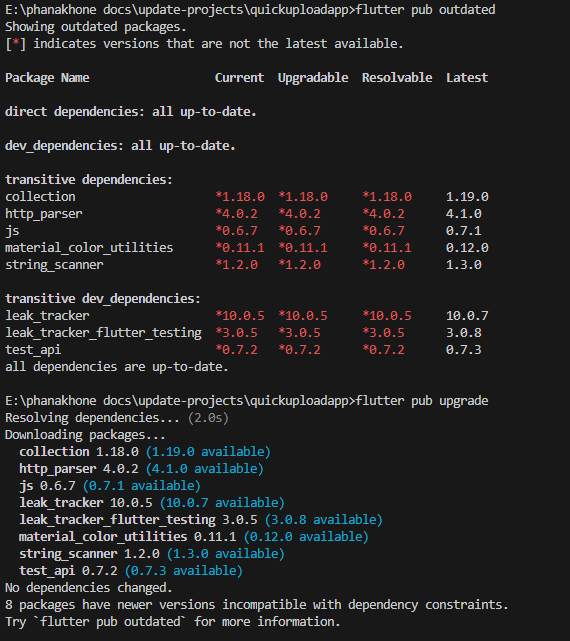 E:\phanakhone docs\update-projects\quickuploadapp>flutter pub outdated
Showing outdated packages.
[*] indicates versions that are not the latest available.
Package Name Current Upgradable Resolvable Latest
direct dependencies: all up-to-date.
dev_dependencies: all up-to-date.
transitive dependencies:
collection *1.18.0 *1.18.0 *1.18.0 1.19.0
http_parser *4.0.2 *4.0.2 *4.0.2 4.1.0
js *0.6.7 *0.6.7 *0.6.7 0.7.1
material_color_utilities *0.11.1 *0.11.1 *0.11.1 0.12.0
string_scanner *1.2.0 *1.2.0 *1.2.0 1.3.0
transitive dev_dependencies:
leak_tracker *10.0.5 *10.0.5 *10.0.5 10.0.7
leak_tracker_flutter_testing *3.0.5 *3.0.5 *3.0.5 3.0.8
test_api *0.7.2 *0.7.2 *0.7.2 0.7.3
all dependencies are up-to-date.
E:\phanakhone docs\update-projects\quickuploadapp>flutter pub upgrade
Resolving dependencies... (2.0s)
Downloading packages...
collection 1.18.0 (1.19.0 available)
http_parser 4.0.2 (4.1.0 available)
js 0.6.7 (0.7.1 available)
leak_tracker 10.0.5 (10.0.7 available)
leak_tracker_flutter_testing 3.0.5 (3.0.8 available)
material_color_utilities 0.11.1 (0.12.0 available)
string_scanner 1.2.0 (1.3.0 available)
test_api 0.7.2 (0.7.3 available)
No dependencies changed.
8 packages have newer versions incompatible with dependency constraints.
Try `flutter pub outdated` for more information.